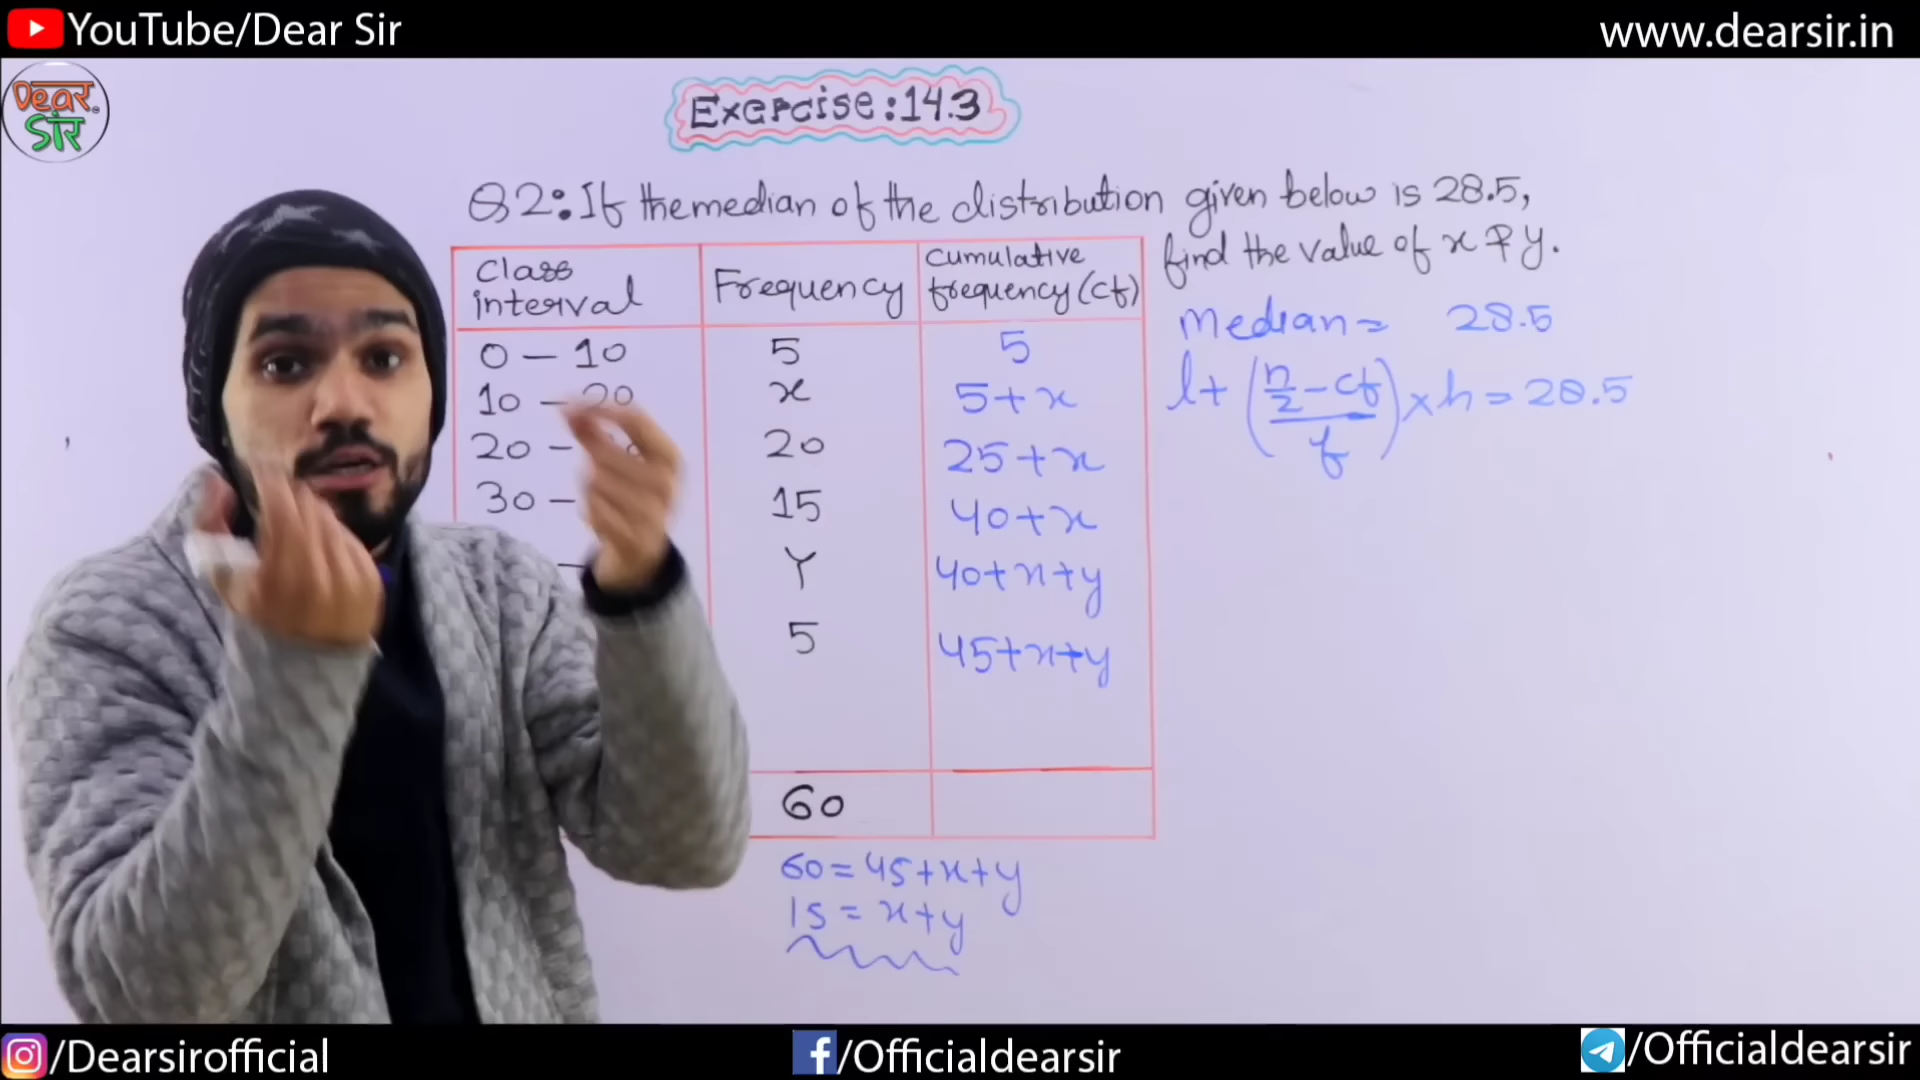 YouTube/Dear Sir
www.dearsir.in
Dear
सर
Exercise:14.3
Q2:If the median of the distribution given below is 28.5,
find the value of x & y.
Class interval Frequency Cumulative frequency (cf)
0 – 10 5 5
10 – 20 x 5+x
20 – 20 25+x
30 – 15 40+x
– Y 40+x+y
5 45+x+y
60
60 = 45+x+y
15 = x+y
Median = 28.5
l + (n/2 – cf / f) × h = 28.5
/Dearsirofficial
/Officialdearsir
/Officialdearsir